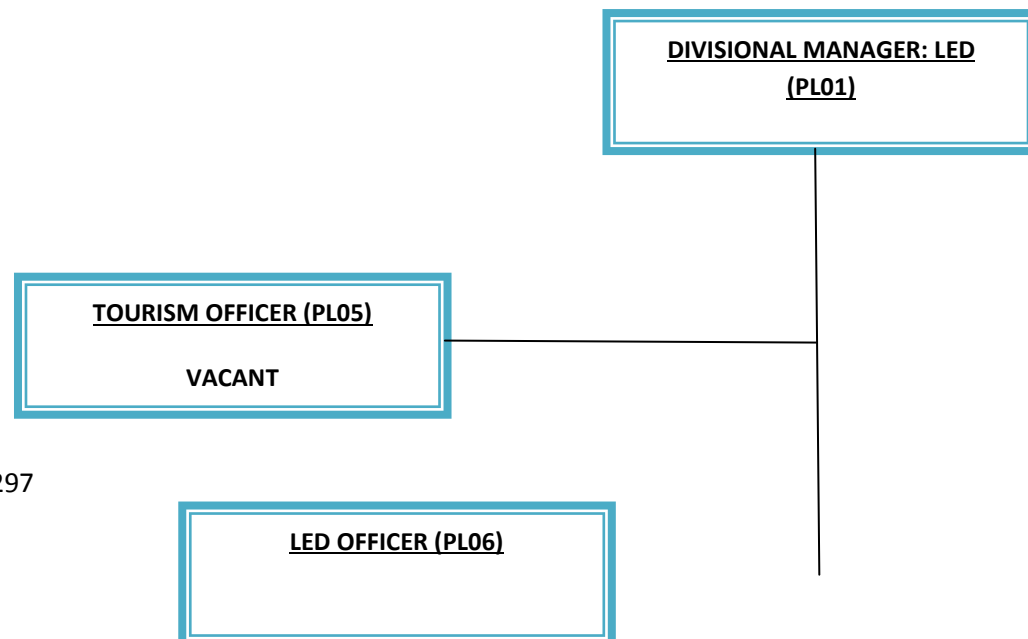 DIVISIONAL MANAGER: LED
(PL01)
TOURISM OFFICER (PL05)
VACANT
297
LED OFFICER (PL06)